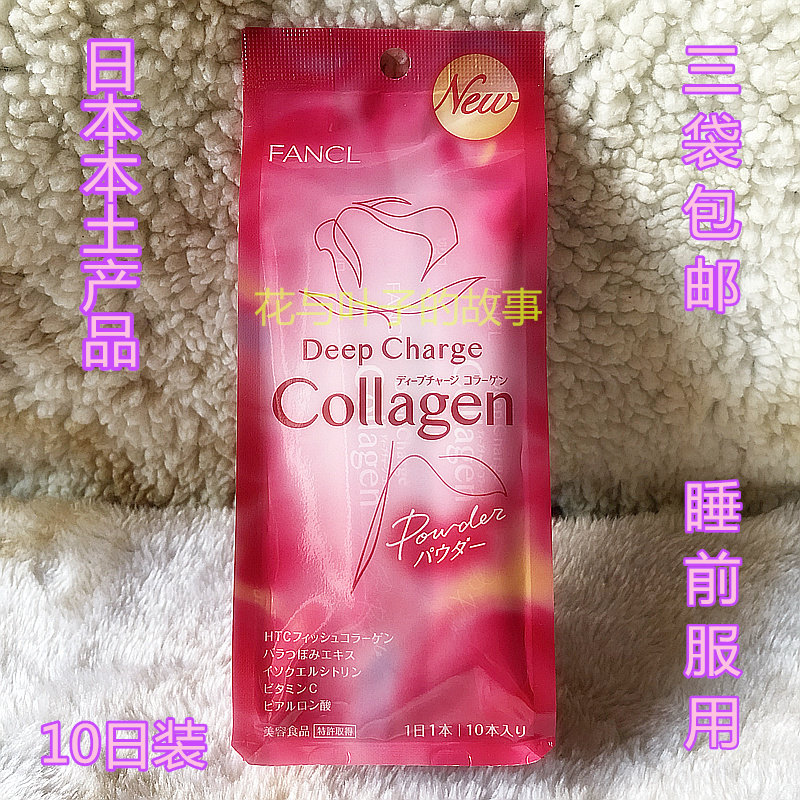 日本本土产品
三袋包邮
New
FANCL
花与叶子的故事
Deep Charge
ディープチャージ コラーゲン
Collagen
Powder
パウダー
睡前服用
HTCフィッシュコラーゲン
バラつぼみエキス
イソクエルシトリン
ビタミンC
ヒアルロン酸
美容食品 特許取得
1日1本 | 10本入り
10日装